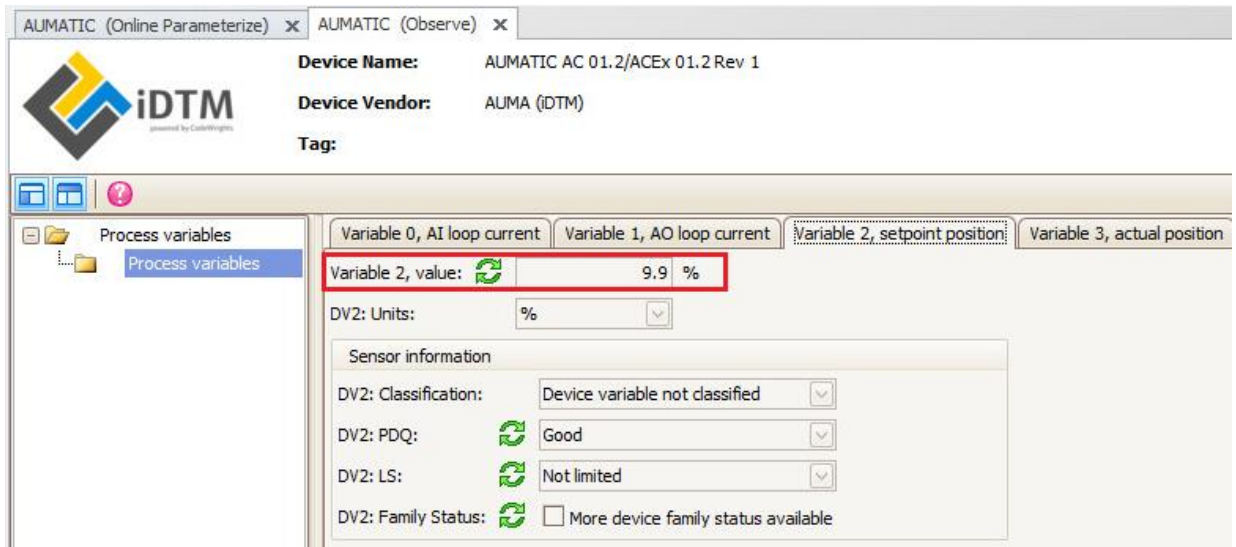 AUMATIC (Online Parameterize)
AUMATIC (Observe)
Device Name: AUMATIC AC 01.2/ACEx 01.2 Rev 1
iDTM
powered by CodeWrights
Device Vendor: AUMA (iDTM)
Tag:
Process variables
Process variables
Variable 0, AI loop current
Variable 1, AO loop current
Variable 2, setpoint position
Variable 3, actual position
Variable 2, value: 9.9 %
DV2: Units: %
Sensor information
DV2: Classification: Device variable not classified
DV2: PDQ: Good
DV2: LS: Not limited
DV2: Family Status: More device family status available